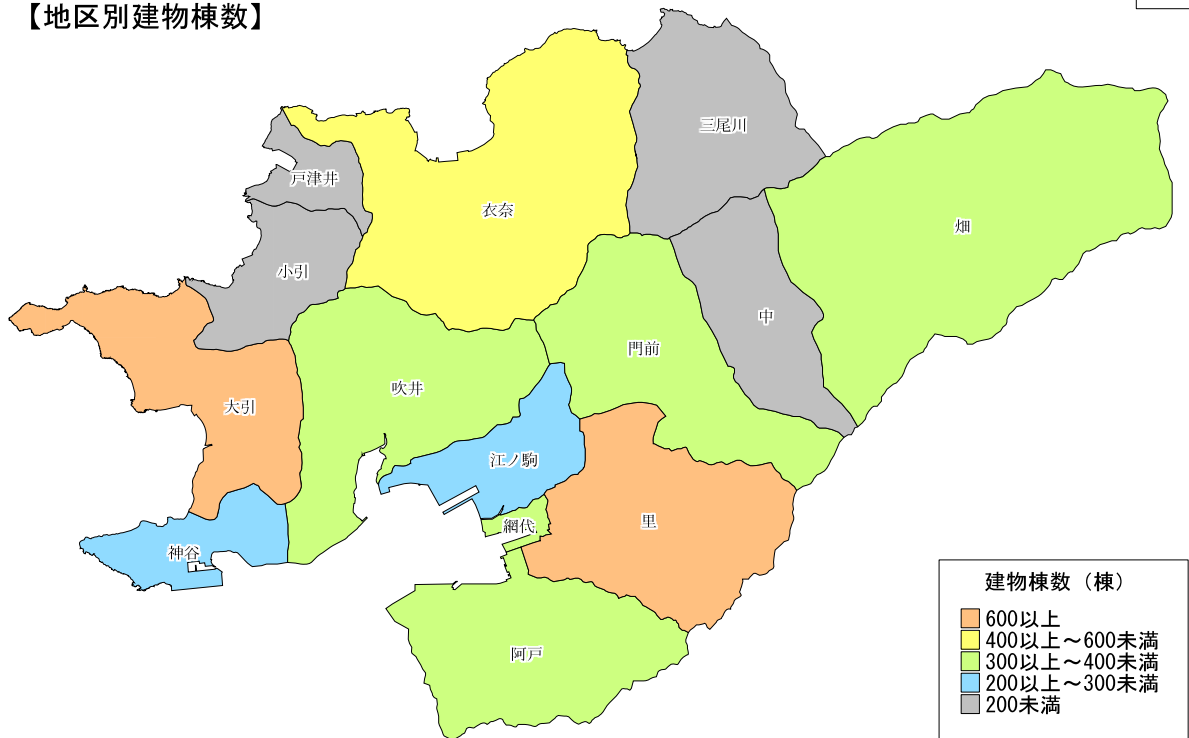 【地区別建物棟数】
三尾川
戸津井
衣奈
畑
小引
中
門前
吹井
大引
江ノ駒
里
網代
神谷
阿戸
建物棟数（棟）
600以上
400以上～600未満
300以上～400未満
200以上～300未満
200未満